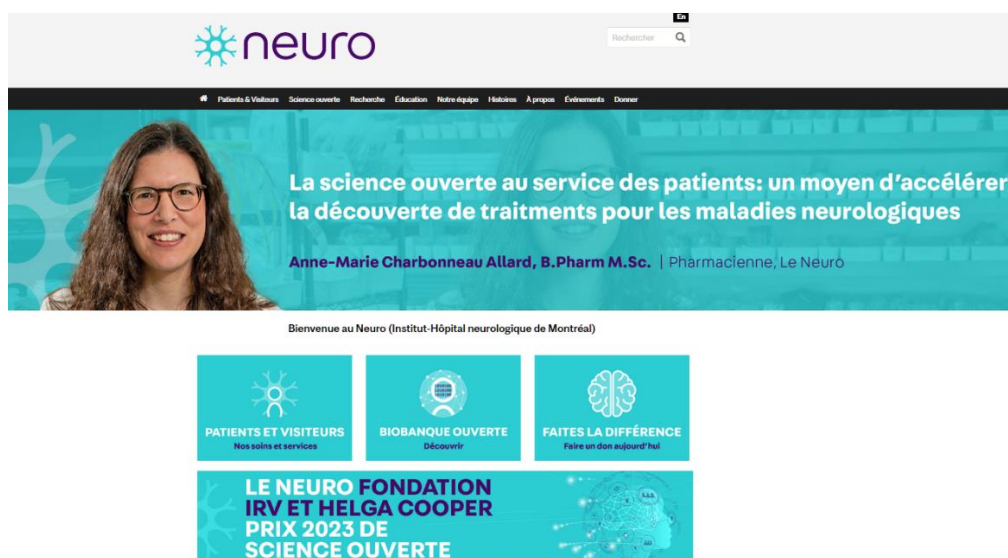 En
neuro
Rechercher
Patients & Visiteurs Science ouverte Recherche Éducation Notre équipe Histoires À propos Événements Donner
La science ouverte au service des patients: un moyen d'accélérer
la découverte de traitements pour les maladies neurologiques
Anne-Marie Charbonneau Allard, B.Pharm M.Sc. | Pharmacienne, Le Neuro
Bienvenue au Neuro (Institut-Hôpital neurologique de Montréal)
PATIENTS ET VISITEURS
Nos soins et services
BIOBANQUE OUVERTE
Découvrir
FAITES LA DIFFÉRENCE
Faire un don aujourd'hui
LE NEURO FONDATION
IRV ET HELGA COOPER
PRIX 2023 DE
SCIENCE OUVERTE